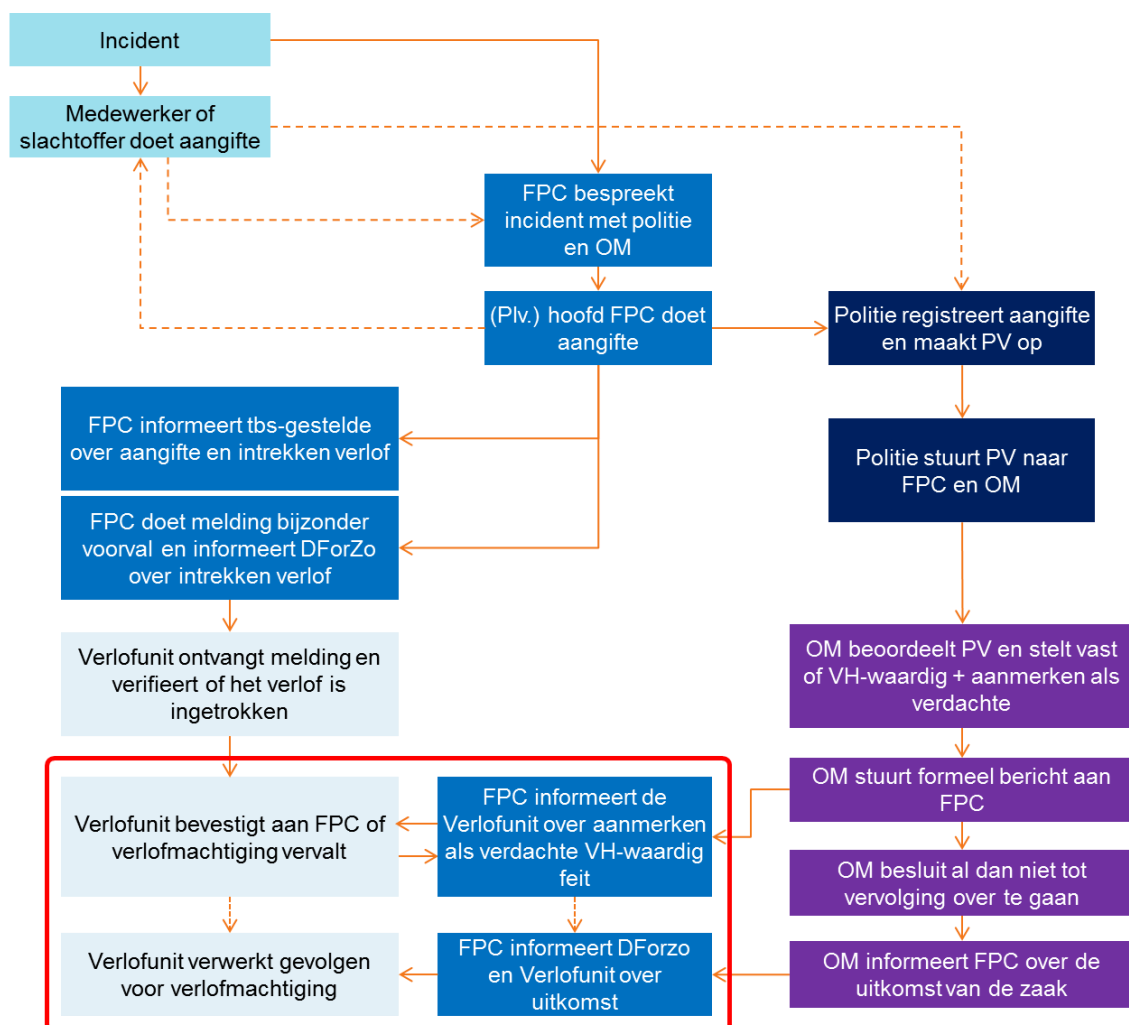 Incident
Medewerker of
slachtoffer doet aangifte
FPC bespreekt
incident met politie
en OM
(Plv.) hoofd FPC doet
aangifte
Politie registreert aangifte
en maakt PV op
FPC informeert tbs-gestelde
over aangifte en intrekken verlof
Politie stuurt PV naar
FPC en OM
FPC doet melding bijzonder
voorval en informeert DForZo
over intrekken verlof
Verlofunit ontvangt melding en
verifieert of het verlof is
ingetrokken
OM beoordeelt PV en stelt vast
of VH-waardig + aanmerken als
verdachte
OM stuurt formeel bericht aan
FPC
Verlofunit bevestigt aan FPC of
verlofmachtiging vervalt
FPC informeert de
Verlofunit over aanmerken
als verdachte VH-waardig
feit
OM besluit al dan niet tot
vervolging over te gaan
Verlofunit verwerkt gevolgen
voor verlofmachtiging
FPC informeert DForzo
en Verlofunit over
uitkomst
OM informeert FPC over de
uitkomst van de zaak